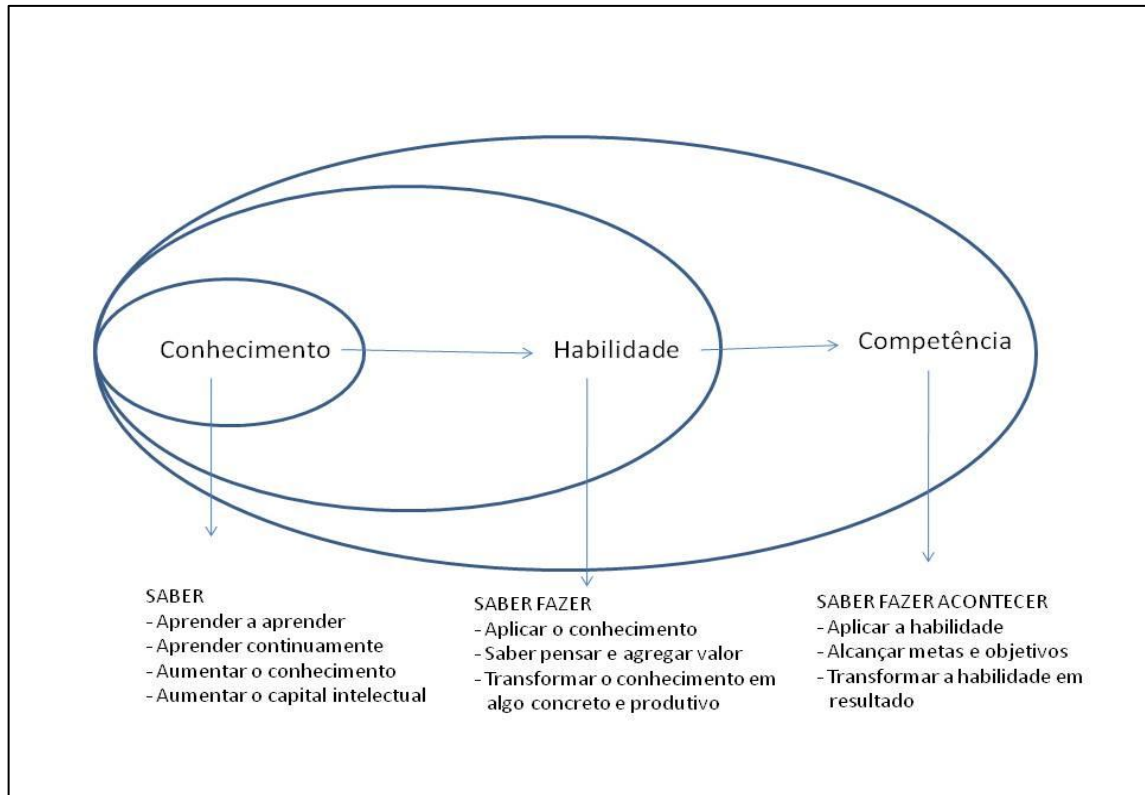 Conhecimento
Habilidade
Competência
SABER
- Aprender a aprender
- Aprender continuamente
- Aumentar o conhecimento
- Aumentar o capital intelectual
SABER FAZER
- Aplicar o conhecimento
- Saber pensar e agregar valor
- Transformar o conhecimento em
algo concreto e produtivo
SABER FAZER ACONTECER
- Aplicar a habilidade
- Alcançar metas e objetivos
- Transformar a habilidade em
resultado